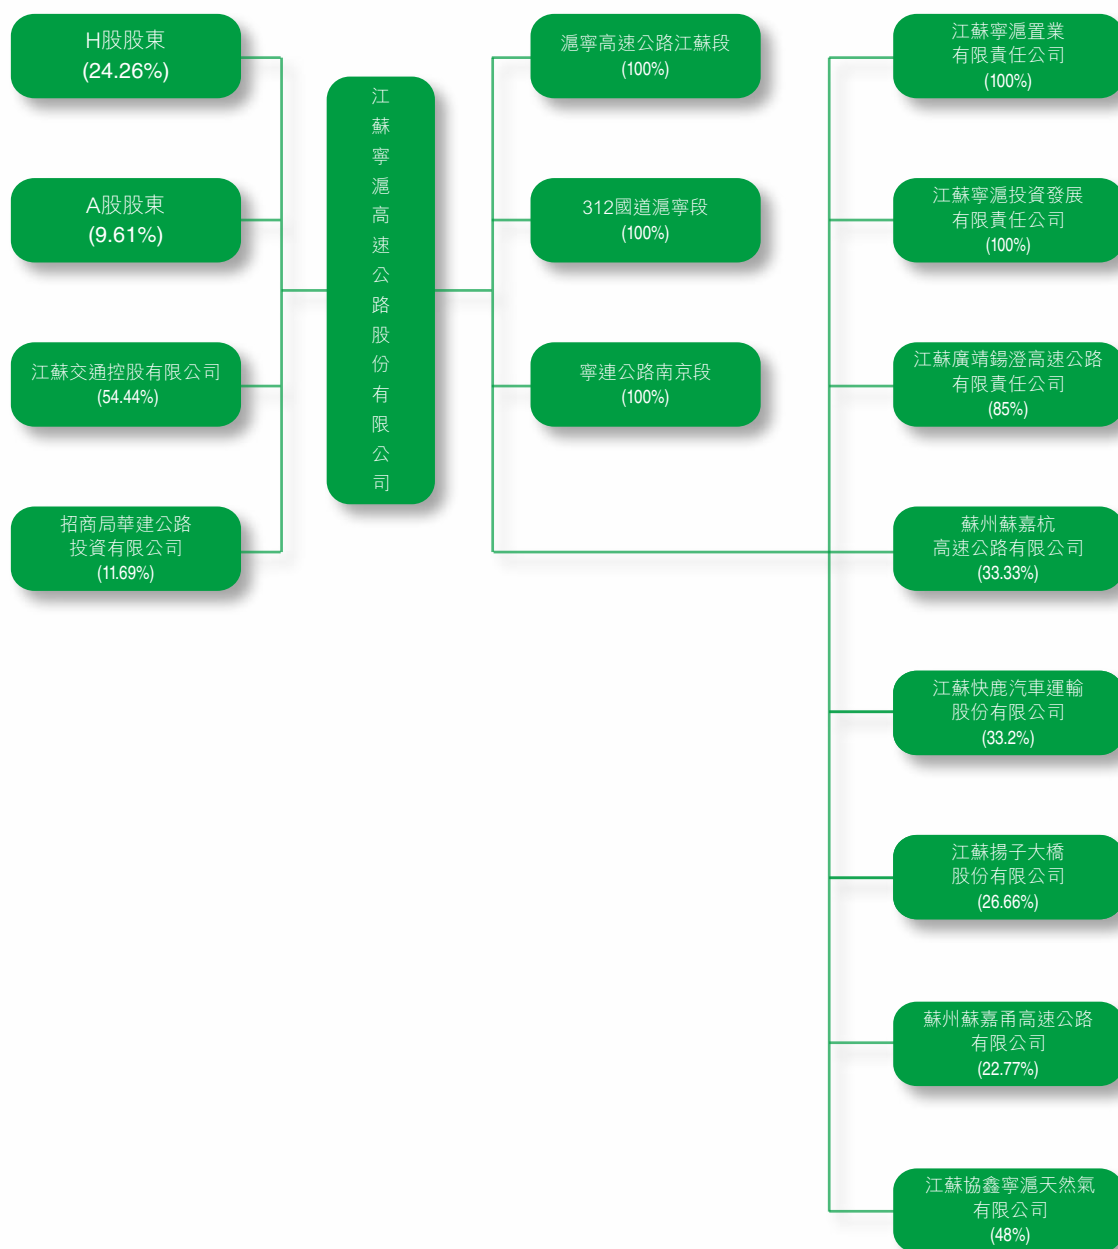 H股股東
(24.26%)
A股股東
(9.61%)
江蘇交通控股有限公司
(54.44%)
招商局華建公路
投資有限公司
(11.69%)
江蘇寧滬高速公路股份有限公司
滬寧高速公路江蘇段
(100%)
312國道滬寧段
(100%)
寧連公路南京段
(100%)
江蘇寧滬置業
有限責任公司
(100%)
江蘇寧滬投資發展
有限責任公司
(100%)
江蘇廣靖錫澄高速公路
有限責任公司
(85%)
蘇州蘇嘉杭
高速公路有限公司
(33.33%)
江蘇快鹿汽車運輸
股份有限公司
(33.2%)
江蘇揚子大橋
股份有限公司
(26.66%)
蘇州蘇嘉甬高速公路
有限公司
(22.77%)
江蘇協鑫寧滬天然氣
有限公司
(48%)